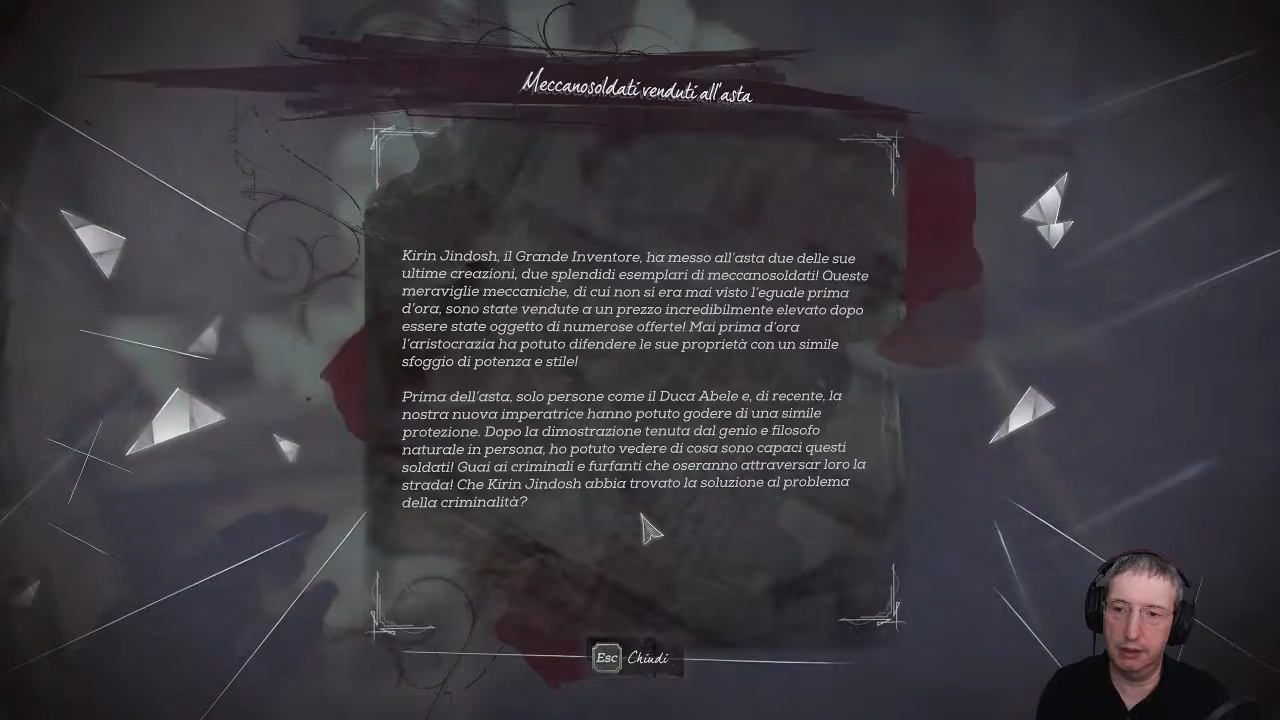 Meccanosoldati venduti all'asta
Kirin Jindosh, il Grande Inventore, ha messo all'asta due delle sue
ultime creazioni, due splendidi esemplari di meccanosoldati! Queste
meraviglie meccaniche, di cui non si era mai visto l'eguale prima
d'ora, sono state vendute a un prezzo incredibilmente elevato dopo
essere state oggetto di numerose offerte! Mai prima d'ora
l'aristocrazia ha potuto difendere le sue proprietà con un simile
sfoggio di potenza e stile!
Prima dell'asta, solo persone come il Duca Abele e, di recente, la
nostra nuova imperatrice hanno potuto godere di una simile
protezione. Dopo la dimostrazione tenuta dal genio e filosofo
naturale in persona, ho potuto vedere di cosa sono capaci questi
soldati! Guai ai criminali e furfanti che oseranno attraversar loro la
strada! Che Kirin Jindosh abbia trovato la soluzione al problema
della criminalità?
Esc Chiudi